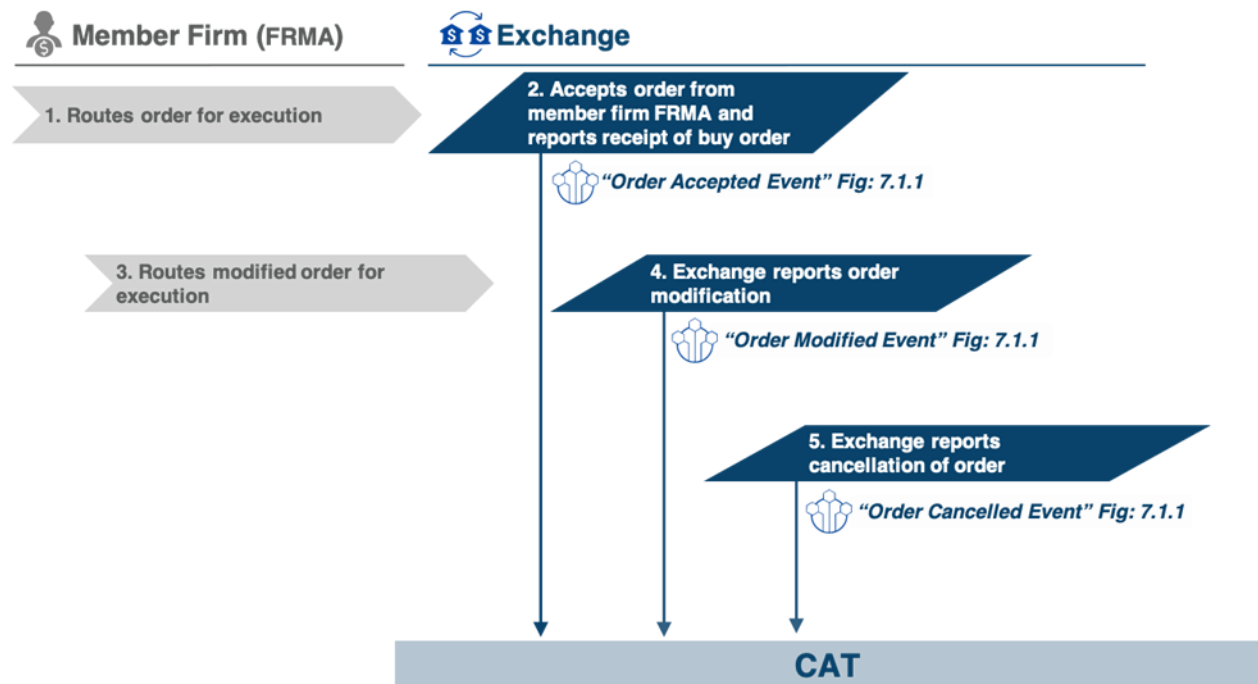 Member Firm (FRMA)
Exchange
1. Routes order for execution
2. Accepts order from
member firm FRMA and
reports receipt of buy order
“Order Accepted Event” Fig: 7.1.1
3. Routes modified order for
execution
4. Exchange reports order
modification
“Order Modified Event” Fig: 7.1.1
5. Exchange reports
cancellation of order
“Order Cancelled Event” Fig: 7.1.1
CAT